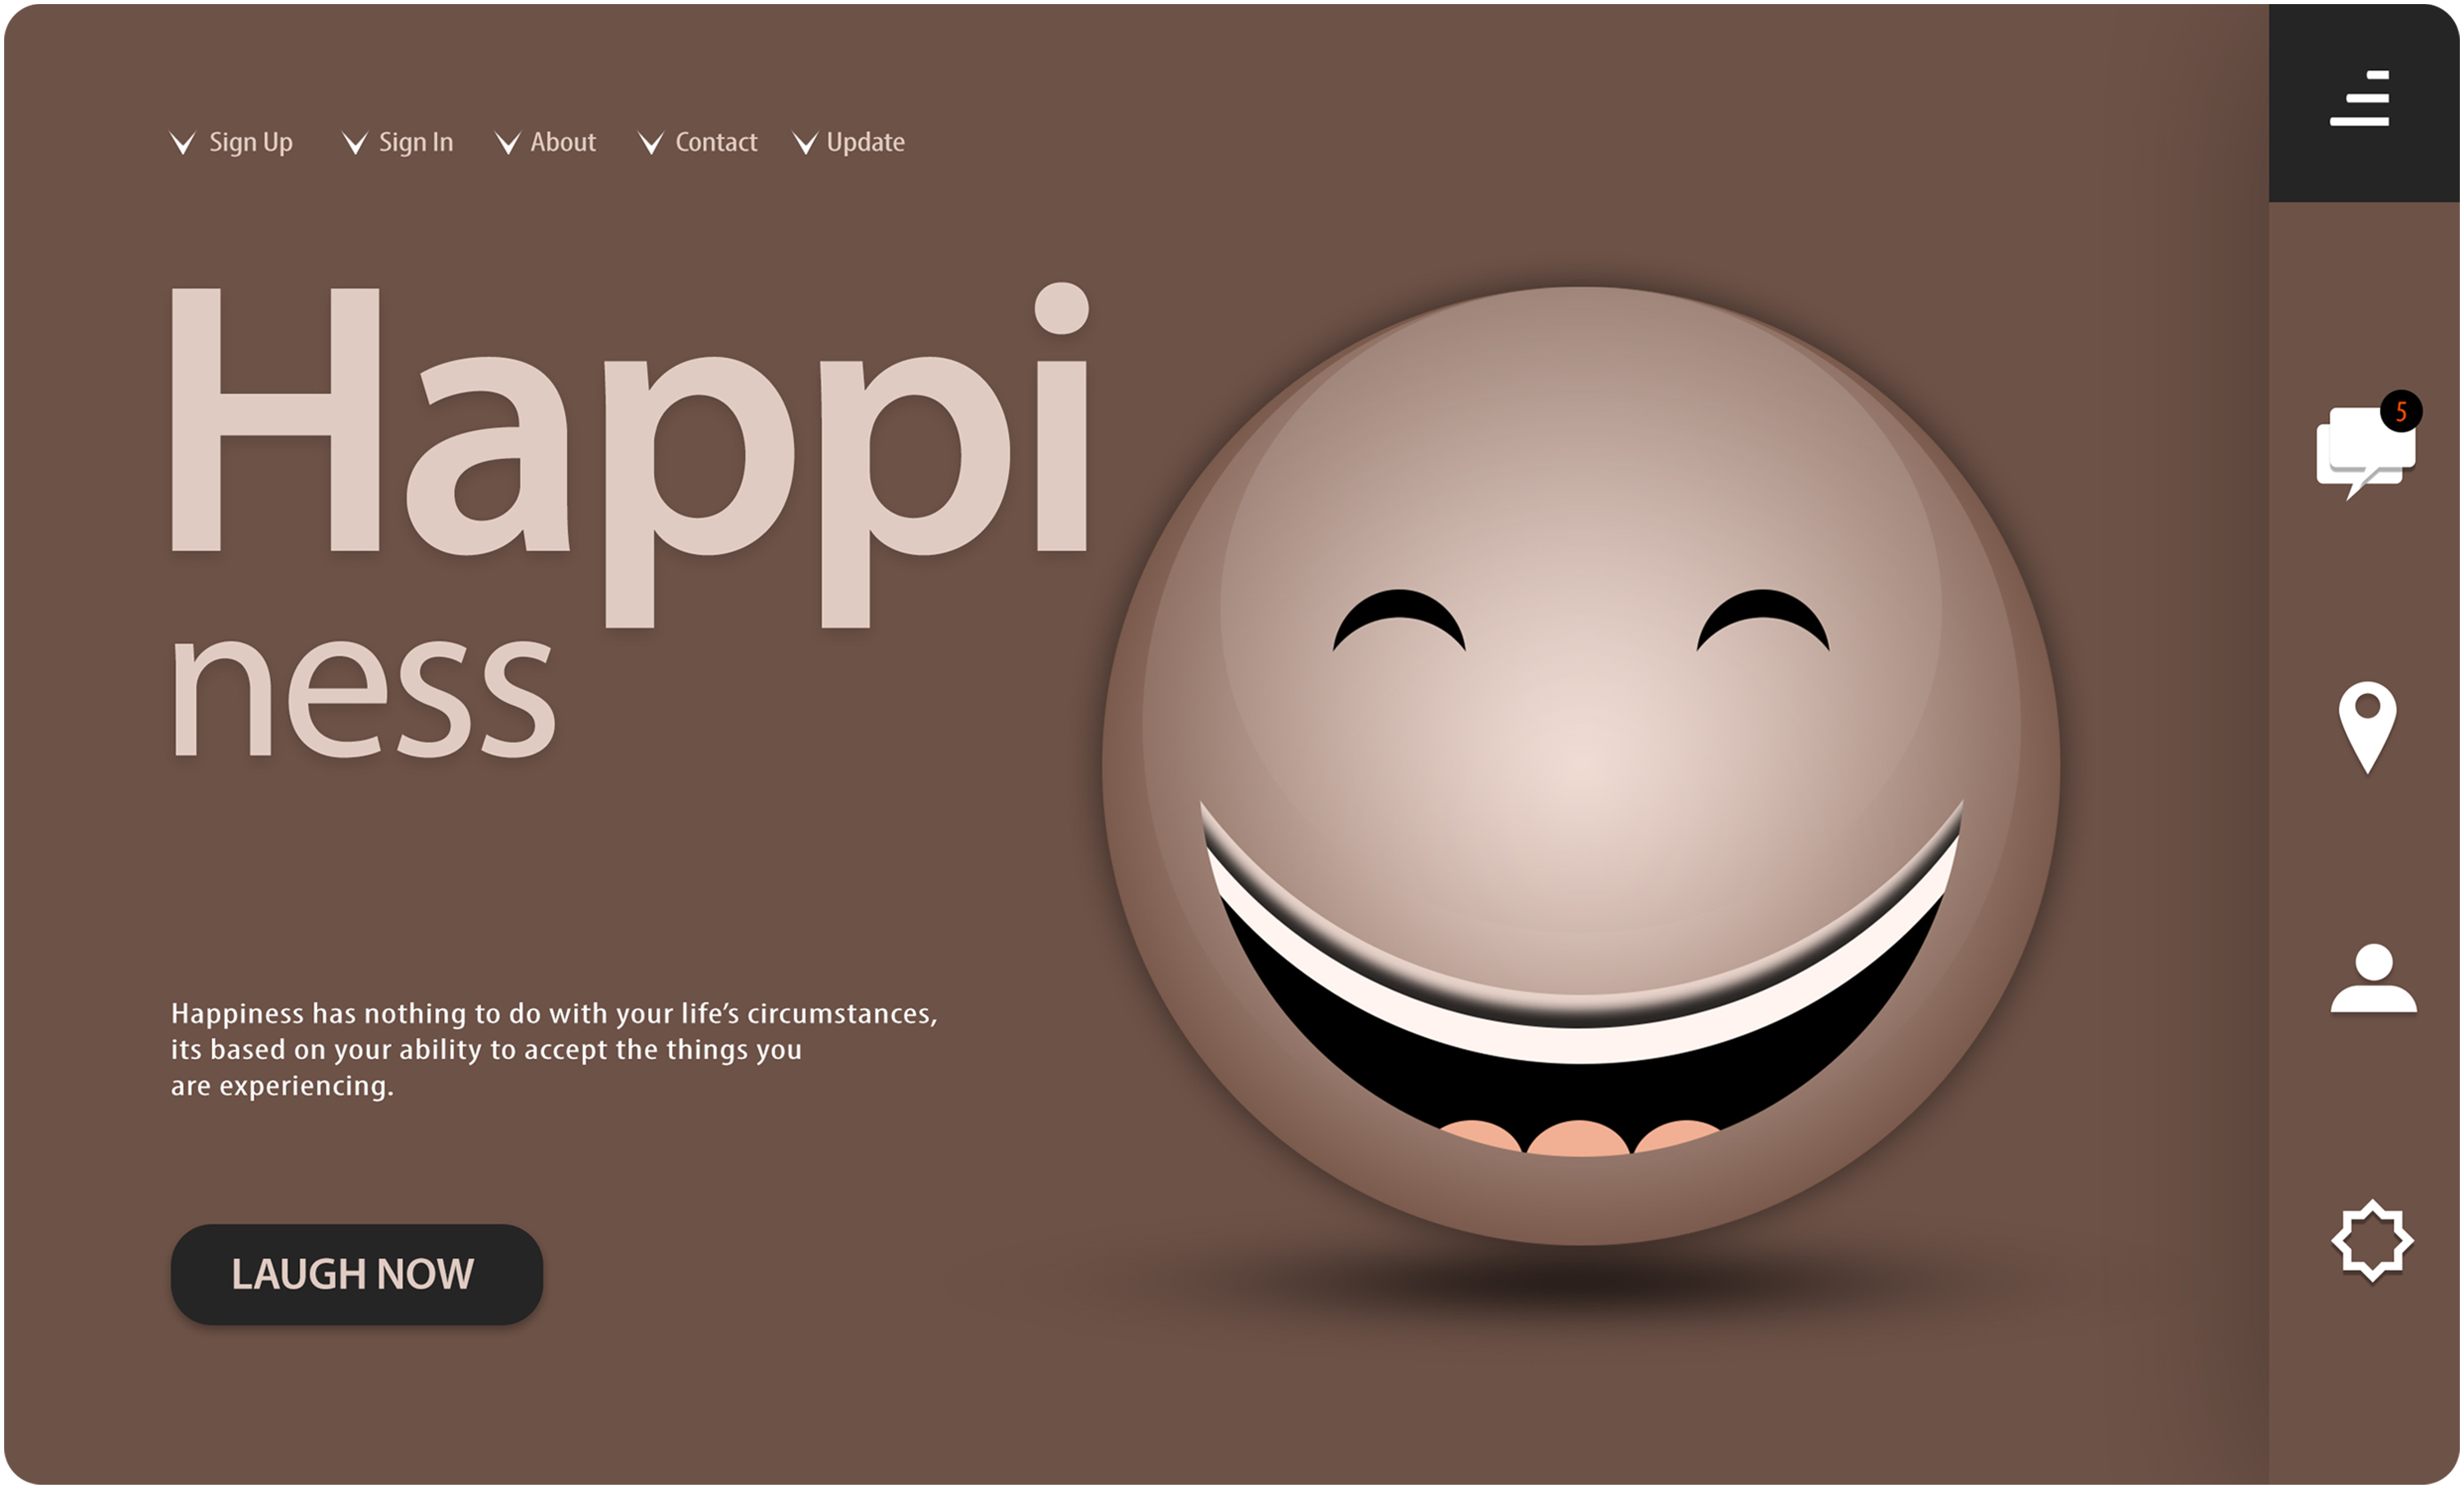 Sign Up Sign In About Contact Update
Happi
ness
5
Happiness has nothing to do with your life’s circumstances,
its based on your ability to accept the things you
are experiencing.
LAUGH NOW